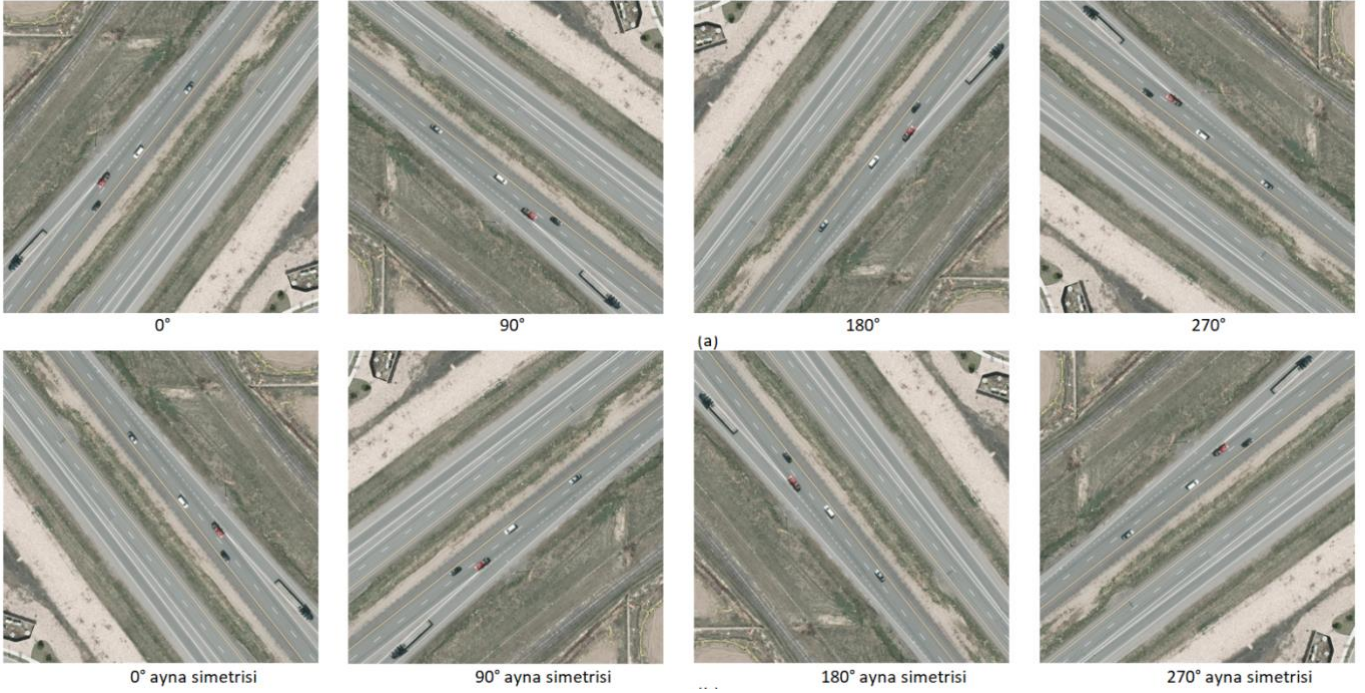 0°
90°
180°
270°
(a)
0° ayna simetrisi
90° ayna simetrisi
180° ayna simetrisi
270° ayna simetrisi